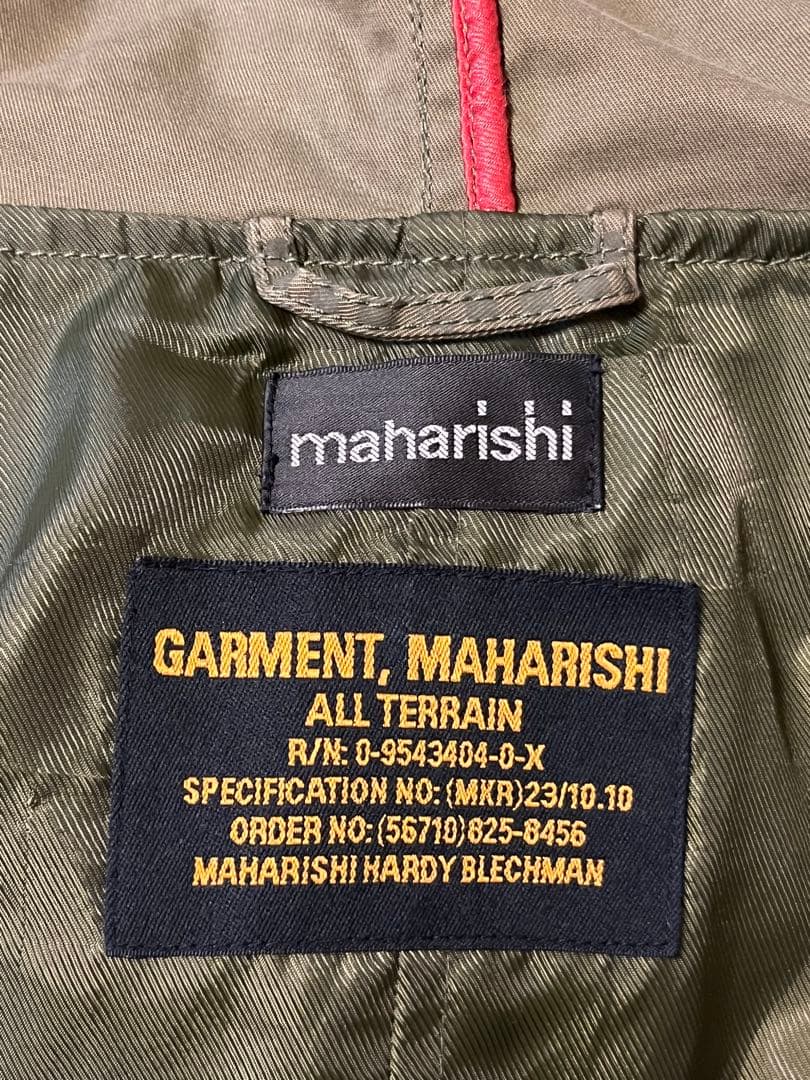 maharishi
GARMENT, MAHARISHI
ALL TERRAIN
R/N: 0-9543404-0-X
SPECIFICATION NO: (MKR)23/10.10
ORDER NO: (56710)825-8456
MAHARISHI HARDY BLECHMAN